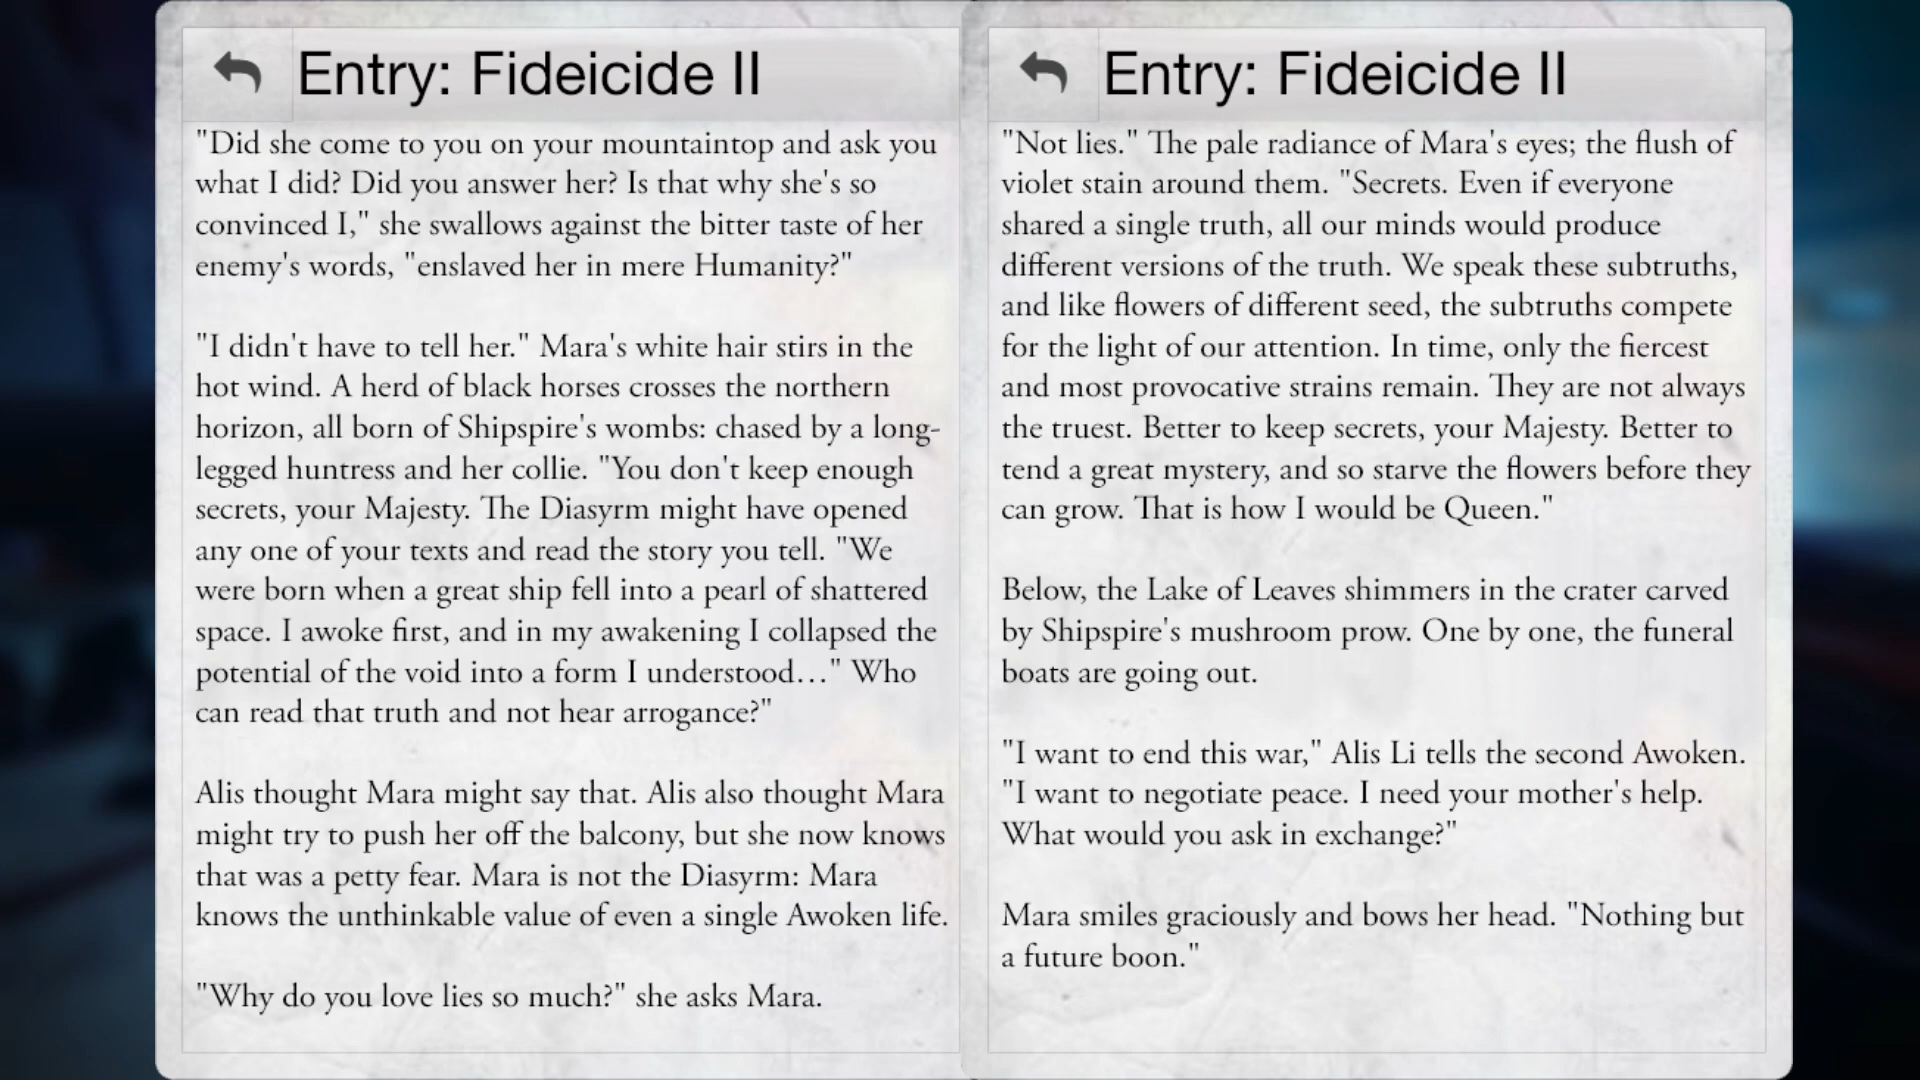 Entry: Fideicide II
"Did she come to you on your mountaintop and ask you
what I did? Did you answer her? Is that why she's so
convinced I," she swallows against the bitter taste of her
enemy's words, "enslaved her in mere Humanity?"
"I didn't have to tell her." Mara's white hair stirs in the
hot wind. A herd of black horses crosses the northern
horizon, all born of Shipspire's wombs: chased by a long-
legged huntress and her collie. "You don't keep enough
secrets, your Majesty. The Diasyrm might have opened
any one of your texts and read the story you tell. "We
were born when a great ship fell into a pearl of shattered
space. I awoke first, and in my awakening I collapsed the
potential of the void into a form I understood…" Who
can read that truth and not hear arrogance?"
Alis thought Mara might say that. Alis also thought Mara
might try to push her off the balcony, but she now knows
that was a petty fear. Mara is not the Diasyrm: Mara
knows the unthinkable value of even a single Awoken life.
"Why do you love lies so much?" she asks Mara.
Entry: Fideicide II
"Not lies." The pale radiance of Mara's eyes; the flush of
violet stain around them. "Secrets. Even if everyone
shared a single truth, all our minds would produce
different versions of the truth. We speak these subtruths,
and like flowers of different seed, the subtruths compete
for the light of our attention. In time, only the fiercest
and most provocative strains remain. They are not always
the truest. Better to keep secrets, your Majesty. Better to
tend a great mystery, and so starve the flowers before they
can grow. That is how I would be Queen."
Below, the Lake of Leaves shimmers in the crater carved
by Shipspire's mushroom prow. One by one, the funeral
boats are going out.
"I want to end this war," Alis Li tells the second Awoken.
"I want to negotiate peace. I need your mother's help.
What would you ask in exchange?"
Mara smiles graciously and bows her head. "Nothing but
a future boon."